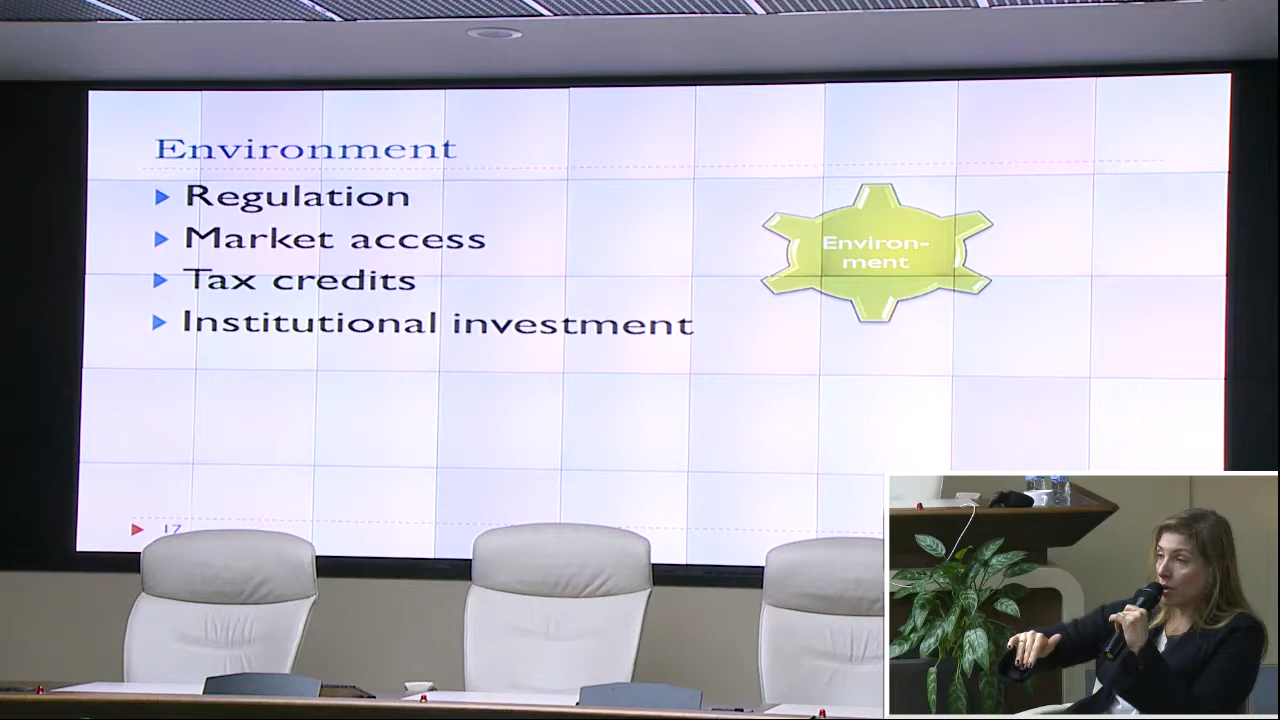 Environment
Regulation
Market access
Tax credits
Institutional investment
Environ-
ment
17